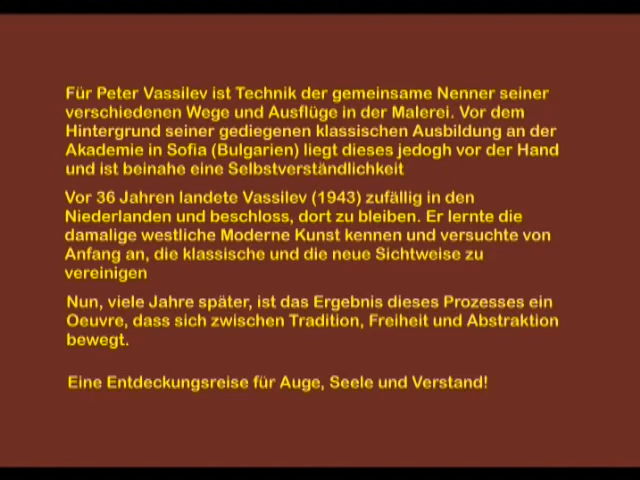 Für Peter Vassilev ist Technik der gemeinsame Nenner seiner
verschiedenen Wege und Ausflüge in der Malerei. Vor dem
Hintergrund seiner gediegenen klassischen Ausbildung an der
Akademie in Sofia (Bulgarien) liegt dieses jedogh vor der Hand
und ist beinahe eine Selbstverständlichkeit
Vor 36 Jahren landete Vassilev (1943) zufällig in den
Niederlanden und beschloss, dort zu bleiben. Er lernte die
damalige westliche Moderne Kunst kennen und versuchte von
Anfang an, die klassische und die neue Sichtweise zu
vereinigen
Nun, viele Jahre später, ist das Ergebnis dieses Prozesses ein
Oeuvre, dass sich zwischen Tradition, Freiheit und Abstraktion
bewegt.
Eine Entdeckungsreise für Auge, Seele und Verstand!